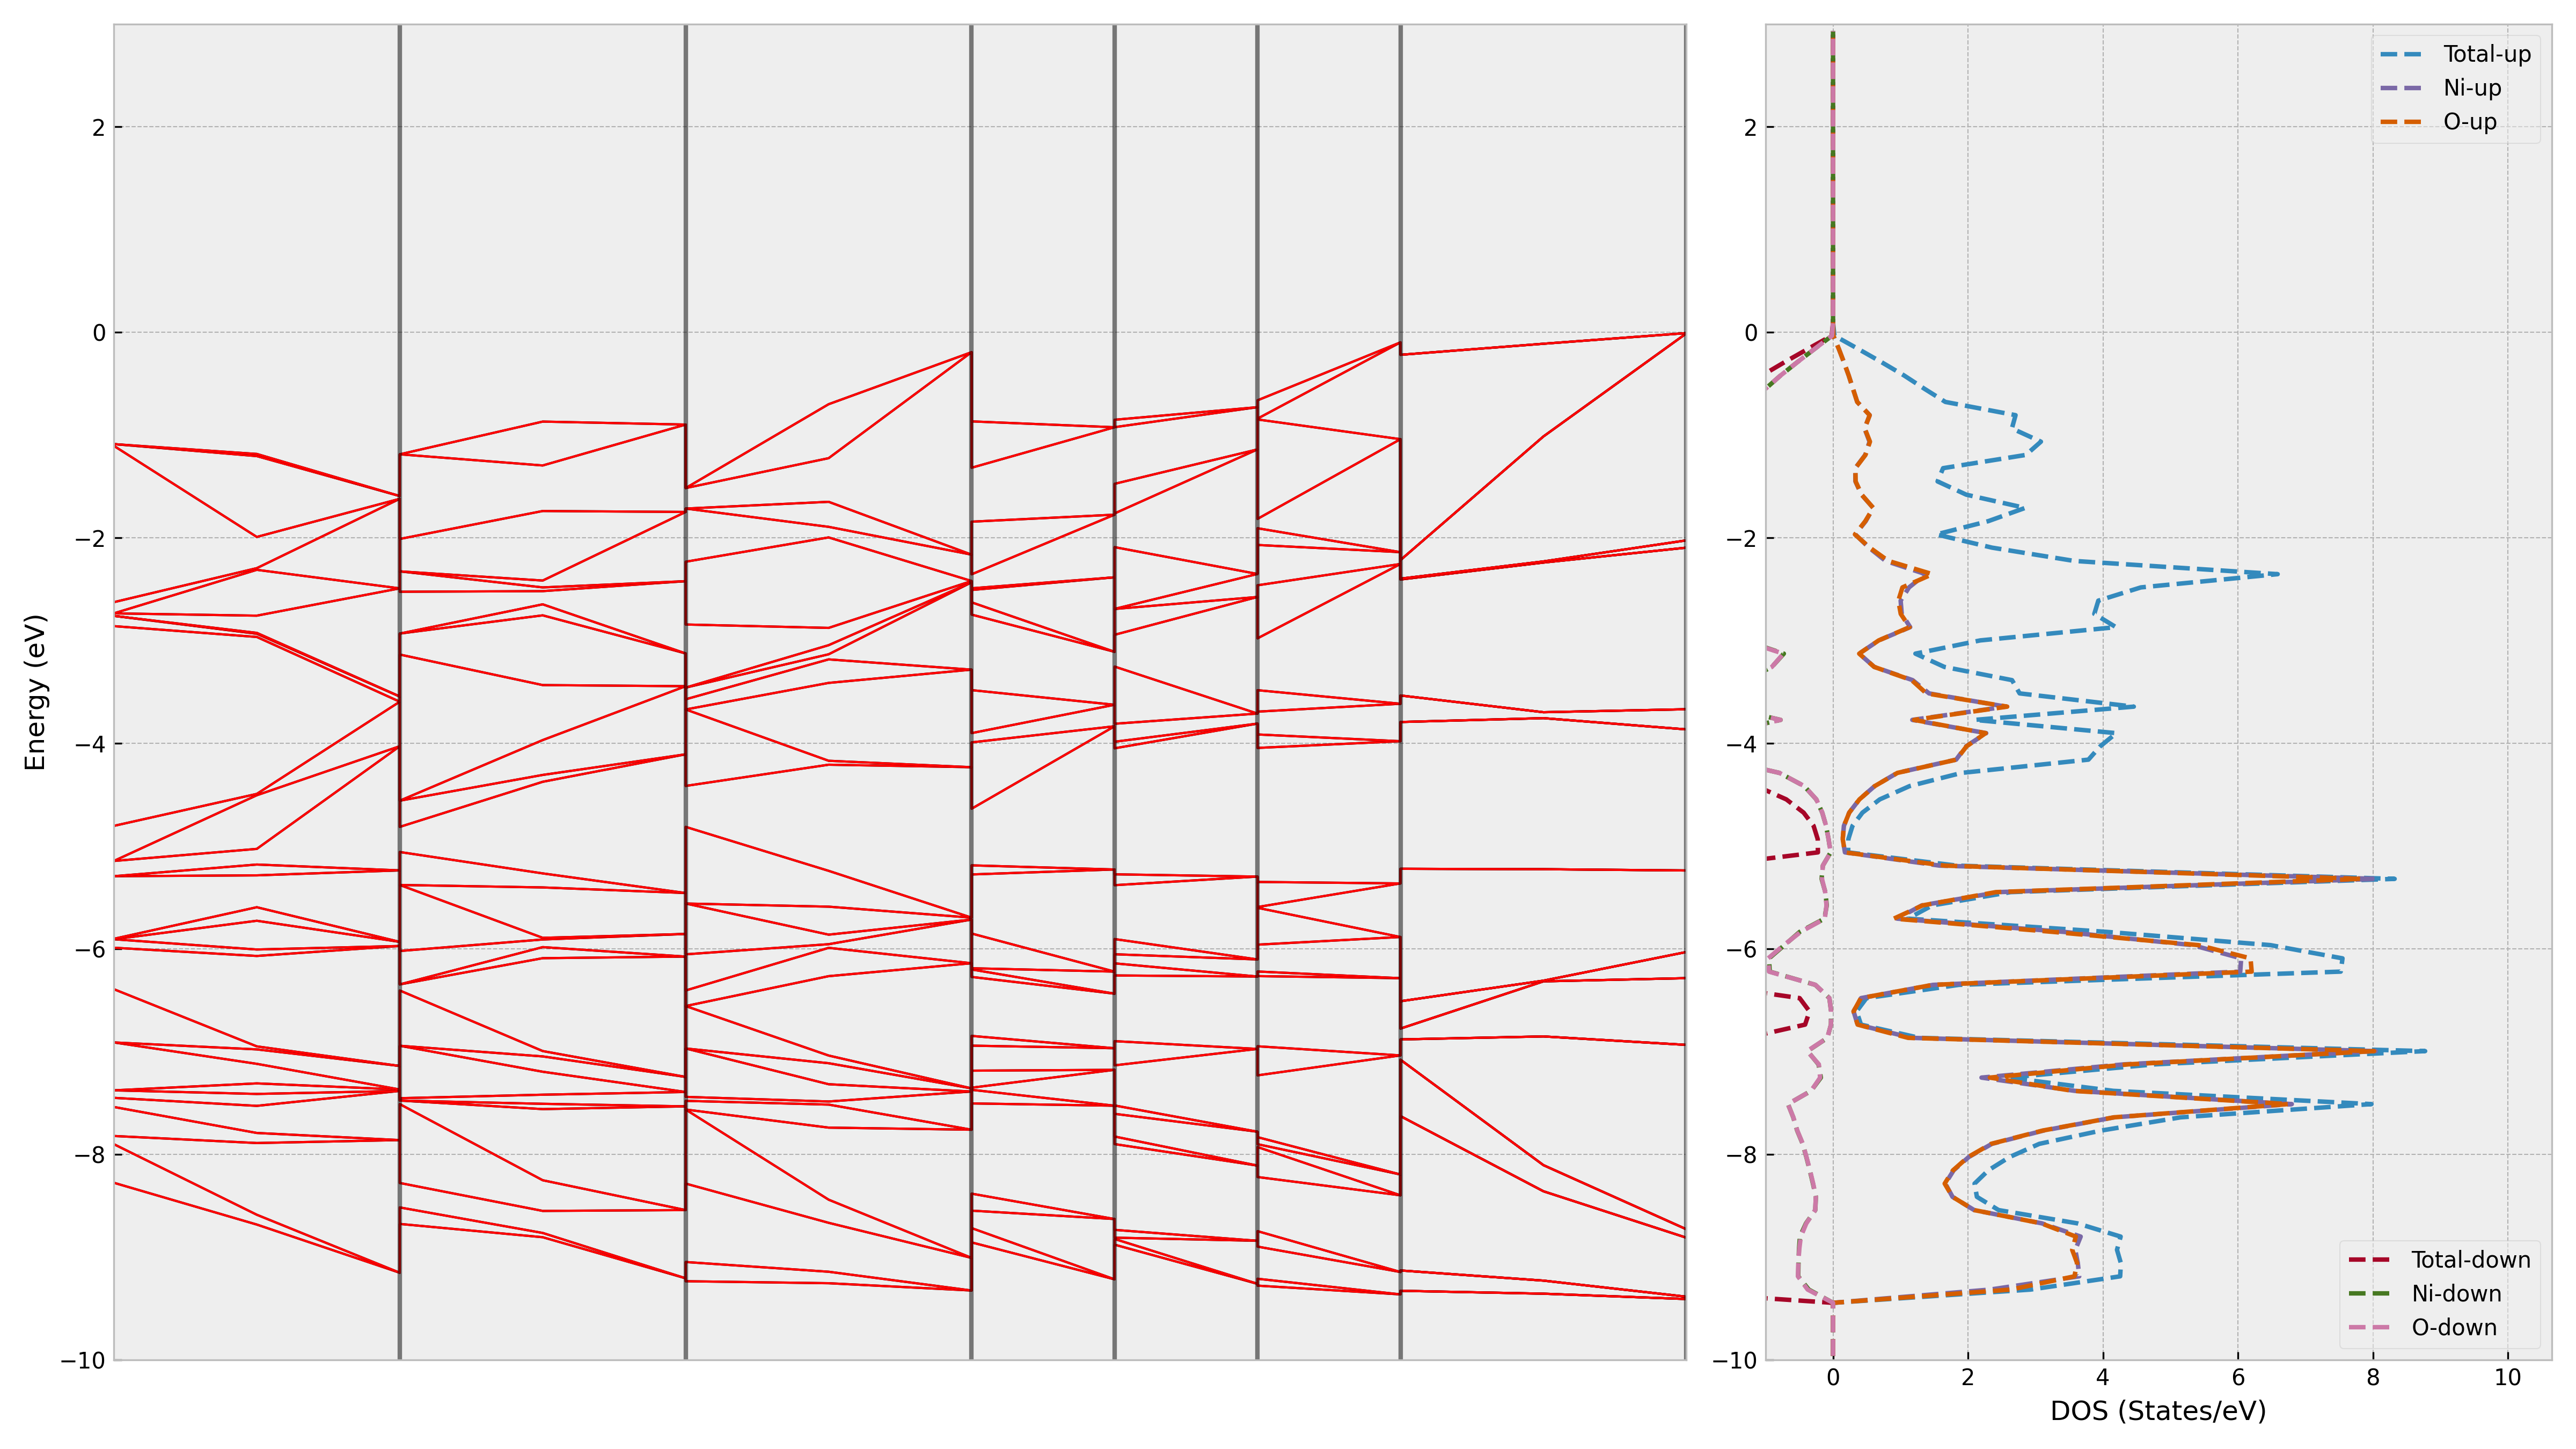 Energy (eV)
2
0
−2
−4
−6
−8
−10
2
0
−2
−4
−6
−8
−10
Total-up
Ni-up
O-up
Total-down
Ni-down
O-down
0 2 4 6 8 10
DOS (States/eV)